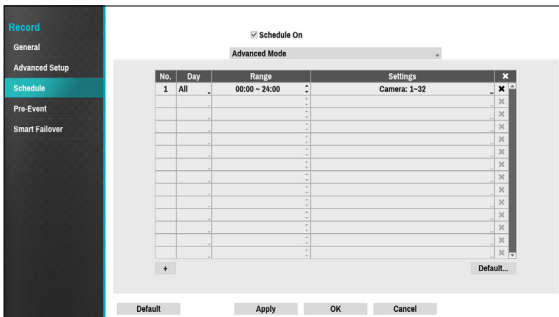 Record
General
Advanced Setup
Schedule
Pre-Event
Smart Failover
Schedule On
Advanced Mode
No. Day Range Settings
1 All 00:00 ~ 24:00 Camera: 1~32
+ Default...
Default Apply OK Cancel